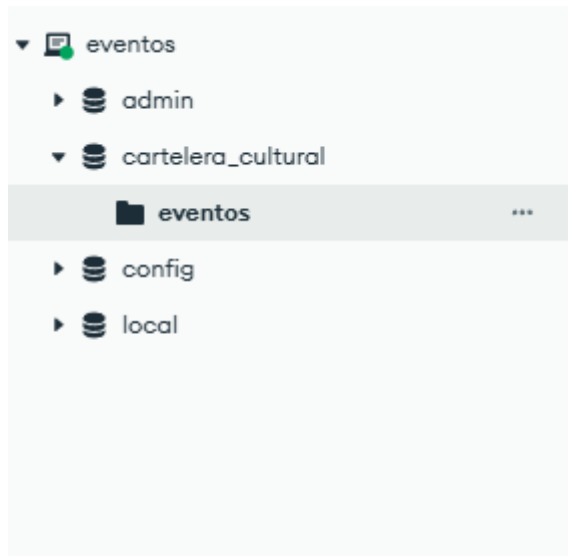 eventos
admin
cartelera_cultural
eventos
config
local